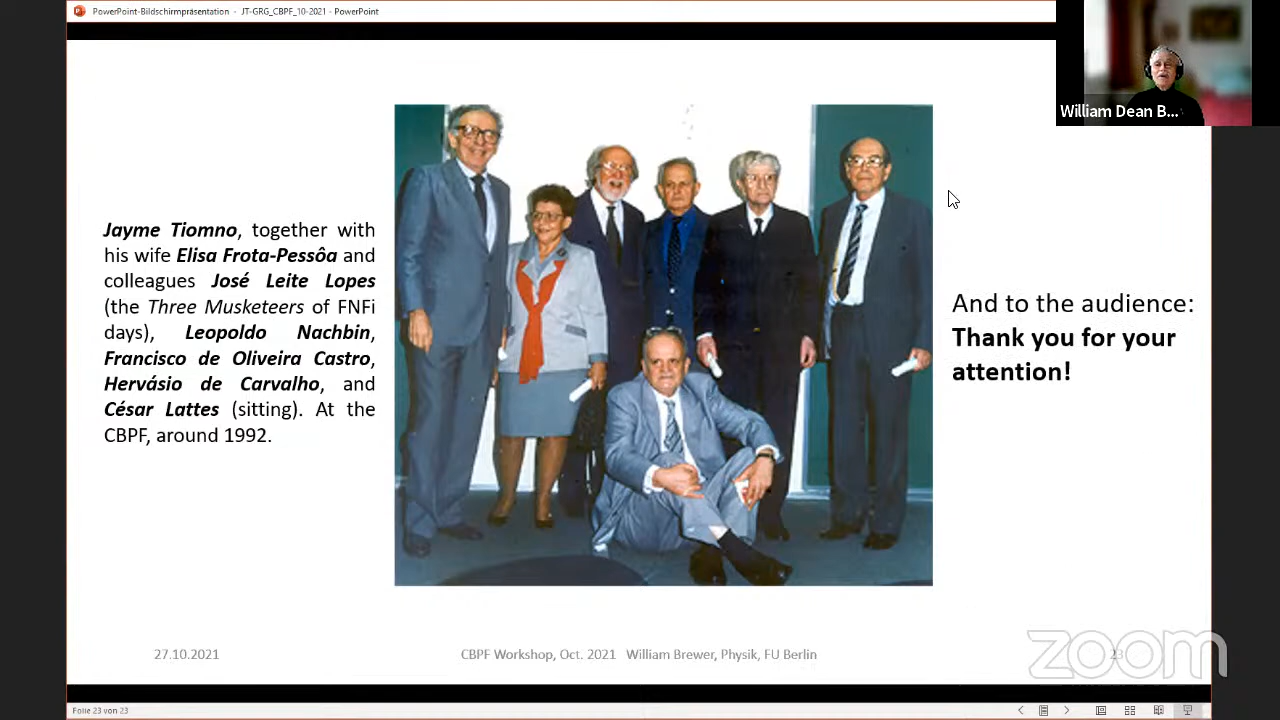 PowerPoint-Bildschirmpräsentation - JT-GRG_CBPF_10-2021 - PowerPoint
William Dean B...
Jayme Tiomno, together with
his wife Elisa Frota-Pessôa and
colleagues José Leite Lopes
(the Three Musketeers of FNFi
days), Leopoldo Nachbin,
Francisco de Oliveira Castro,
Hervásio de Carvalho, and
César Lattes (sitting). At the
CBPF, around 1992.
And to the audience:
Thank you for your
attention!
27.10.2021
CBPF Workshop, Oct. 2021 William Brewer, Physik, FU Berlin
23
zoom
Folie 23 von 23